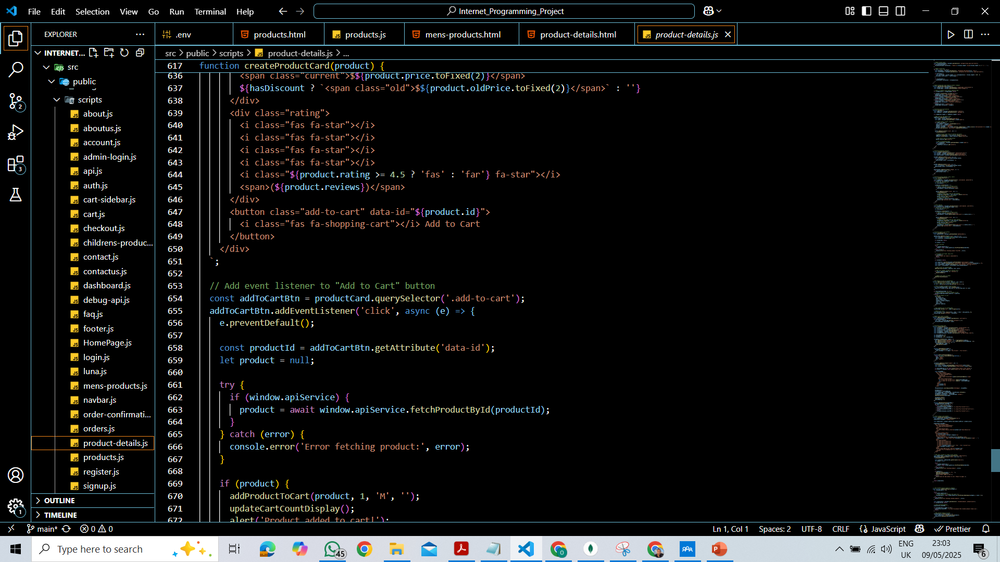 File Edit Selection View Go Run Terminal Help
Internet_Programming_Project
EXPLORER
.env
products.html
products.js
mens-products.html
product-details.html
product-details.js
INTERNET...
src > public > scripts > product-details.js > ...
src
public
scripts
about.js
aboutus.js
account.js
admin-login.js
api.js
auth.js
cart-sidebar.js
cart.js
checkout.js
childrens-produc...
contact.js
contactus.js
dashboard.js
debug-api.js
faq.js
footer.js
HomePage.js
login.js
luna.js
mens-products.js
navbar.js
order-confirmati...
orders.js
product-details.js
products.js
register.js
signup.js
OUTLINE
TIMELINE
2
3
1
617 function createProductCard(product) {
636 <span class="current">$${product.price.toFixed(2)}</span>
637 ${hasDiscount ? `<span class="old">$${product.oldPrice.toFixed(2)}</span>` : ''}
638 </div>
639 <div class="rating">
640 <i class="fas fa-star"></i>
641 <i class="fas fa-star"></i>
642 <i class="fas fa-star"></i>
643 <i class="fas fa-star"></i>
644 <i class="${product.rating >= 4.5 ? 'fas' : 'far'} fa-star"></i>
645 <span>(${product.reviews})</span>
646 </div>
647 <button class="add-to-cart" data-id="${product.id}">
648 <i class="fas fa-shopping-cart"></i> Add to Cart
649 </button>
650 </div>
651 `;
652
653 // Add event listener to "Add to Cart" button
654 const addToCartBtn = productCard.querySelector('.add-to-cart');
655 addToCartBtn.addEventListener('click', async (e) => {
656 e.preventDefault();
657
658 const productId = addToCartBtn.getAttribute('data-id');
659 let product = null;
660
661 try {
662 if (window.apiService) {
663 product = await window.apiService.fetchProductById(productId);
664 }
665 } catch (error) {
666 console.error('Error fetching product:', error);
667 }
668
669 if (product) {
670 addProductToCart(product, 1, 'M', '');
671 updateCartCountDisplay();
672 alert('Product added to cart!');
main* 0 0
Ln 1, Col 1 Spaces: 2 UTF-8 CRLF JavaScript Prettier
Type here to search
45
ENG
UK
23:03
09/05/2025
6